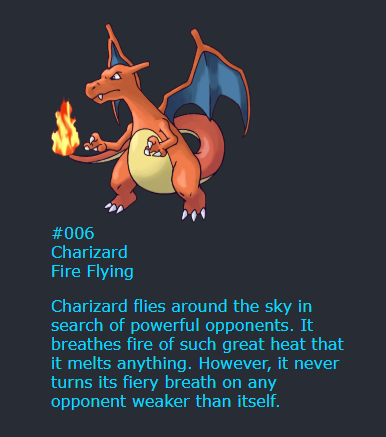 #006
Charizard
Fire Flying
Charizard flies around the sky in
search of powerful opponents. It
breathes fire of such great heat that
it melts anything. However, it never
turns its fiery breath on any
opponent weaker than itself.